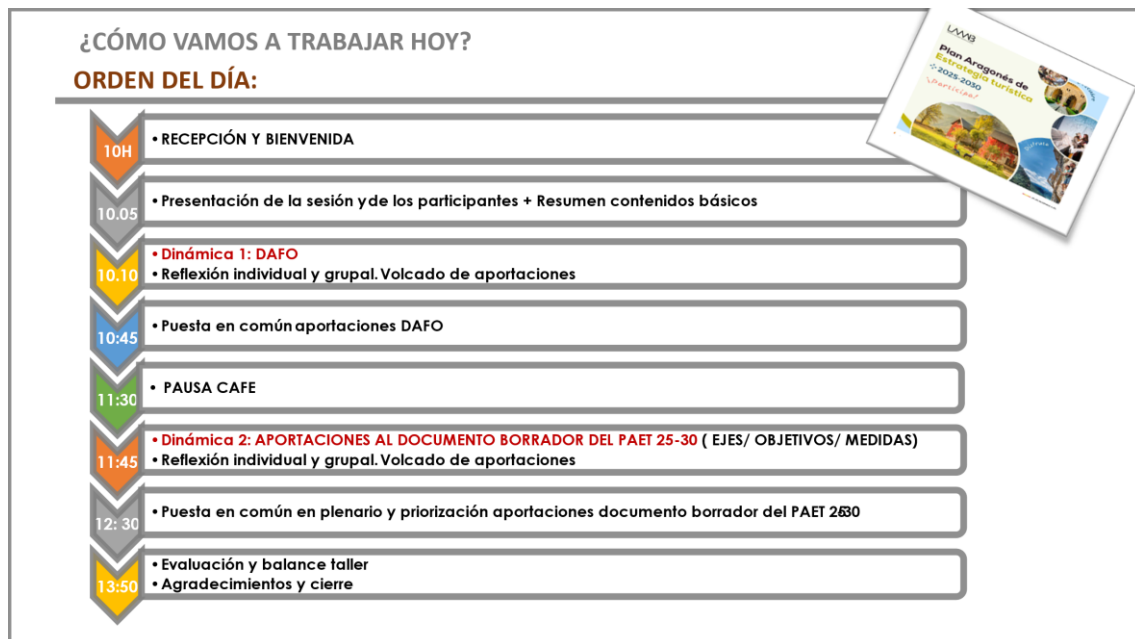 ¿CÓMO VAMOS A TRABAJAR HOY?
ORDEN DEL DÍA:
Plan Aragonés de
Estrategia turística
2025-2030
¡Participa!
10H
• RECEPCIÓN Y BIENVENIDA
10.05
• Presentación de la sesión y de los participantes + Resumen contenidos básicos
10.10
• Dinámica 1: DAFO
• Reflexión individual y grupal. Volcado de aportaciones
10:45
• Puesta en común aportaciones DAFO
11:30
• PAUSA CAFE
11:45
• Dinámica 2: APORTACIONES AL DOCUMENTO BORRADOR DEL PAET 25-30 ( EJES/ OBJETIVOS/ MEDIDAS)
• Reflexión individual y grupal. Volcado de aportaciones
12: 30
• Puesta en común en plenario y priorización aportaciones documento borrador del PAET 25-30
13:50
• Evaluación y balance taller
• Agradecimientos y cierre